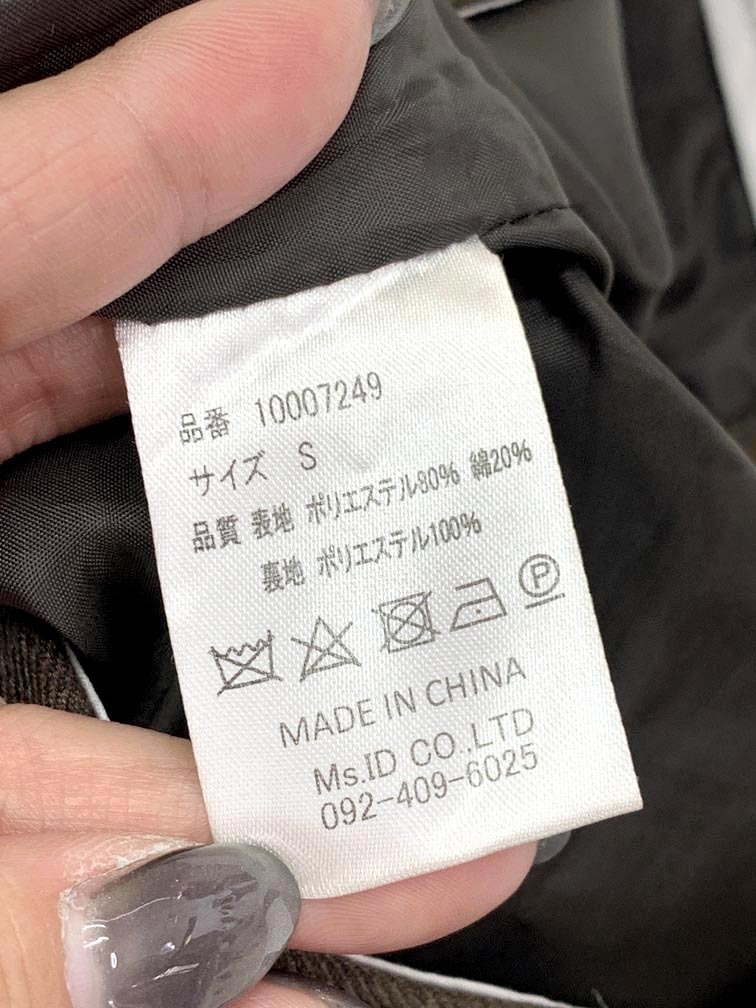 品番 10007249
サイズ S
品質 表地 ポリエステル80% 綿20%
裏地 ポリエステル100%
P
MADE IN CHINA
Ms.ID CO.,LTD
092-409-6025